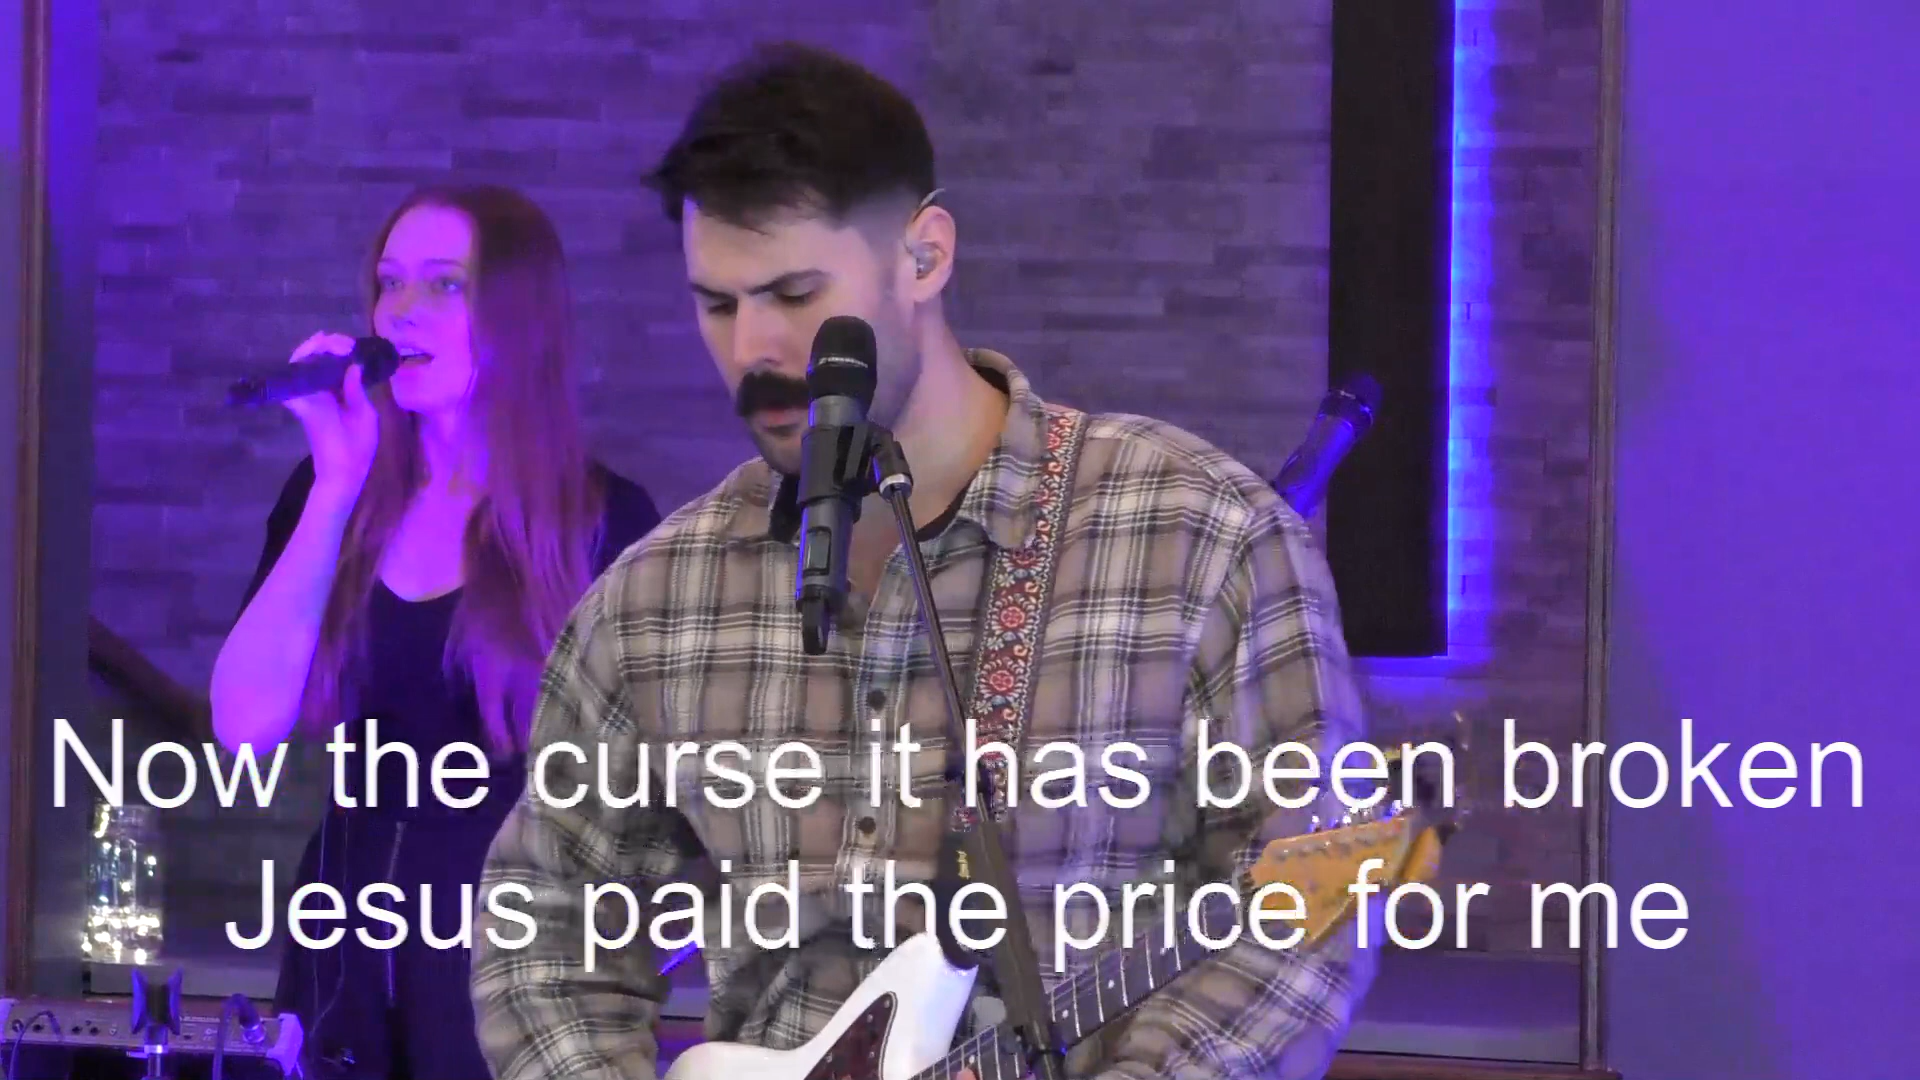 Now the curse it has been broken
Jesus paid the price for me